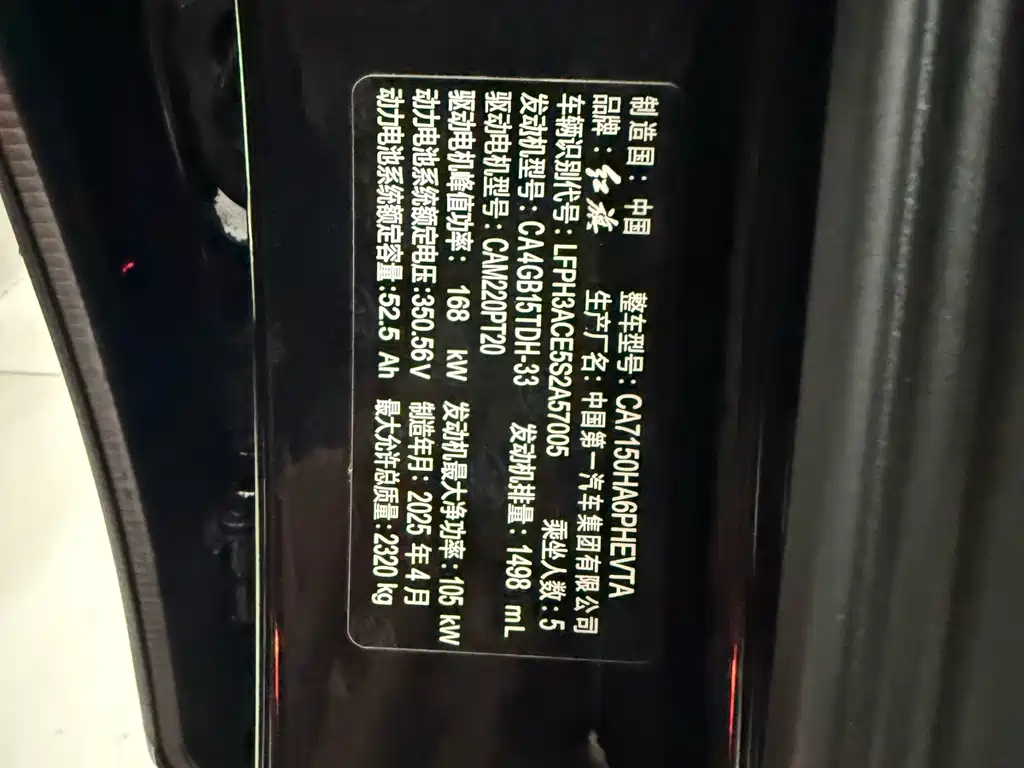 制造国：中国 整车型号：CA7150HA6PHEVTA
品牌：红旗 生产厂名：中国第一汽车集团有限公司
车辆识别代号：LFPH3ACE5S2A57005 乘坐人数：5
发动机型号：CA4GB15TDH-33 发动机排量：1498 mL
驱动电机型号：CAM220PT20
驱动电机峰值功率：168 kW 发动机最大净功率：105 kW
动力电池系统额定电压:350.56V 制造年月：2025 年 4 月
动力电池系统额定容量:52.5 Ah 最大允许总质量:2320 kg